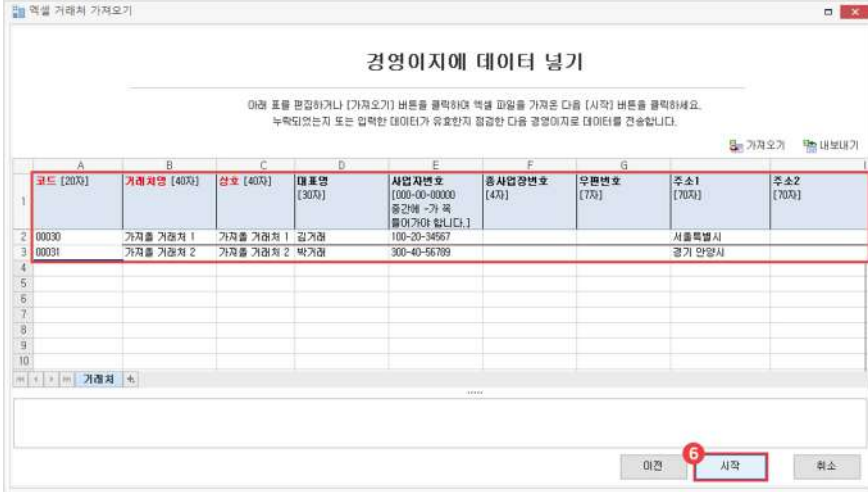 엑셀 거래처 가져오기
경영이지에 데이터 넣기
아래 표를 편집하거나 [가져오기] 버튼을 클릭하여 엑셀 파일을 가져온 다음 [시작] 버튼을 클릭하세요.
누락되었는지 또는 입력한 데이터가 유효한지 점검한 다음 경영이지로 데이터를 전송합니다.
가져오기 내보내기
A B C D E F G I
1 코드 [20자] 거래처명 [40자] 상호 [40자] 대표명 [30자] 사업자번호 [000-00-00000 중간에 -가 꼭 들어가야 합니다.] 종사업장번호 [4자] 우편번호 [7자] 주소1 [70자] 주소2 [70자]
2 00030 가져올 거래처 1 가져올 거래처 1 김거래 100-20-34567 서울특별시
3 00031 가져올 거래처 2 가져올 거래처 2 박거래 300-40-56789 경기 안양시
4
5
6
7
8
9
10
거래처
이전 6 시작 취소